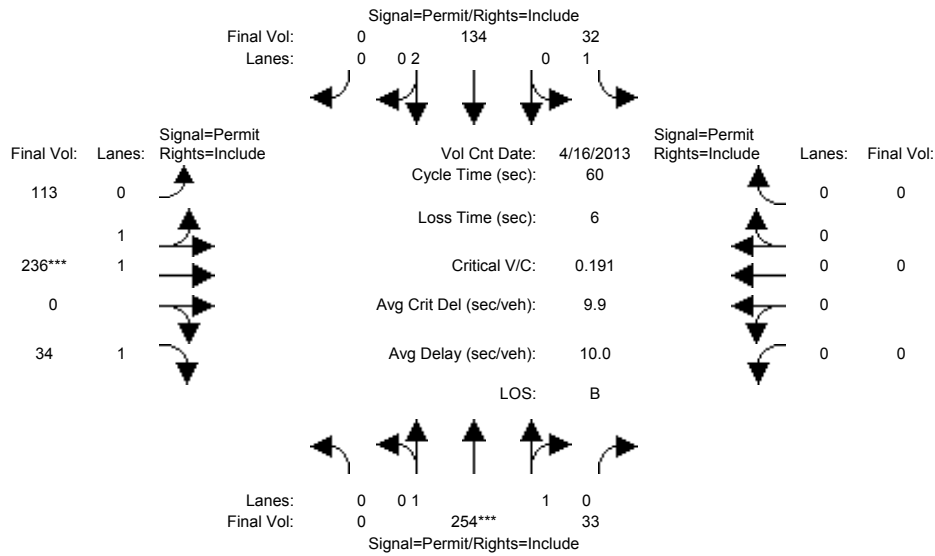 Signal=Permit/Rights=Include
Final Vol: 0 134 32
Lanes: 0 0 2 0 1
Signal=Permit Signal=Permit
Final Vol: Lanes: Rights=Include Vol Cnt Date: 4/16/2013 Rights=Include Lanes: Final Vol:
Cycle Time (sec): 60
113 0 0 0
Loss Time (sec): 6
1 0
236*** 1 Critical V/C: 0.191 0 0
0 Avg Crit Del (sec/veh): 9.9 0
34 1 Avg Delay (sec/veh): 10.0 0 0
LOS: B
Lanes: 0 0 1 1 0
Final Vol: 0 254*** 33
Signal=Permit/Rights=Include